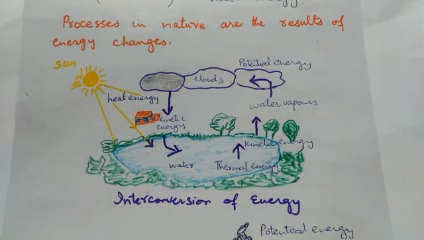 Processes in nature are the results of
energy changes.
sun
Potential energy
clouds
heat energy
water vapours
kinetic
energy
Kinetic energy
water
Thermal energy
Interconversion of Energy
Potential energy